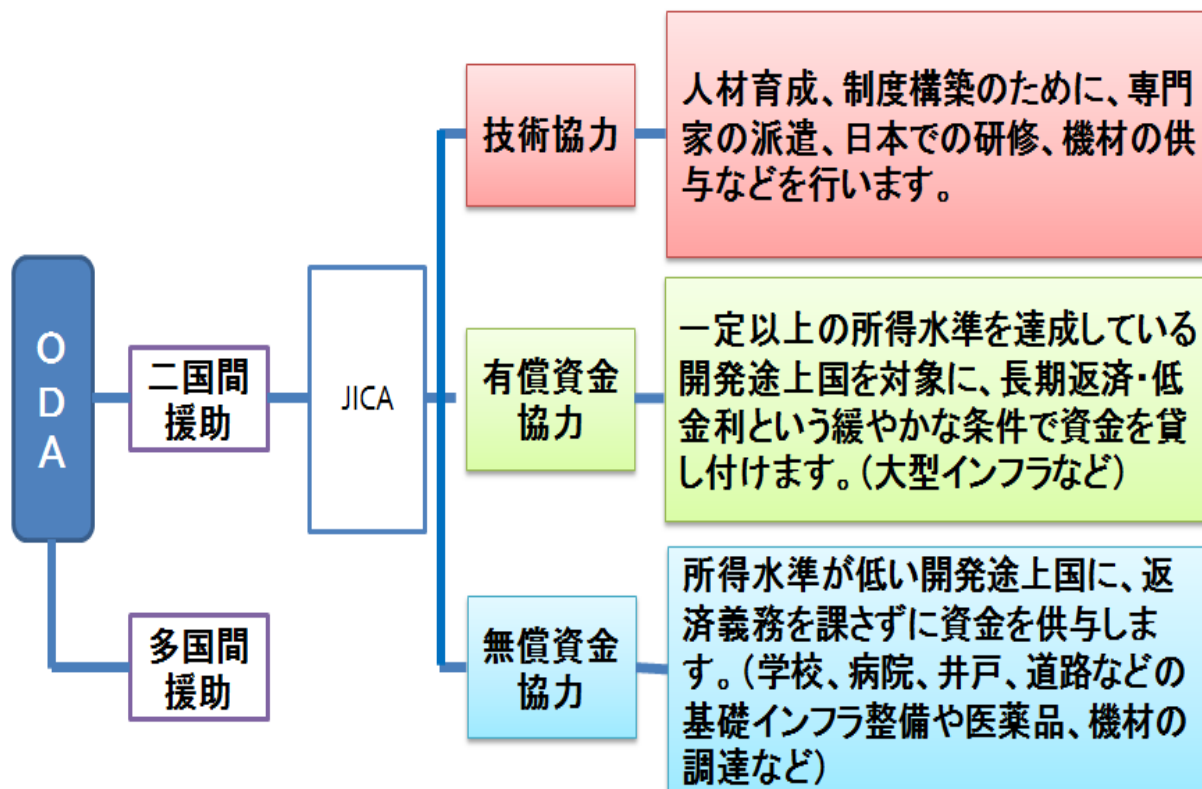 ODA
二国間
援助
多国間
援助
JICA
技術協力
人材育成、制度構築のために、専門
家の派遣、日本での研修、機材の供
与などを行います。
有償資金
協力
一定以上の所得水準を達成している
開発途上国を対象に、長期返済・低
金利という緩やかな条件で資金を貸
し付けます。(大型インフラなど)
無償資金
協力
所得水準が低い開発途上国に、返
済義務を課さずに資金を供与しま
す。(学校、病院、井戸、道路などの
基礎インフラ整備や医薬品、機材の
調達など)